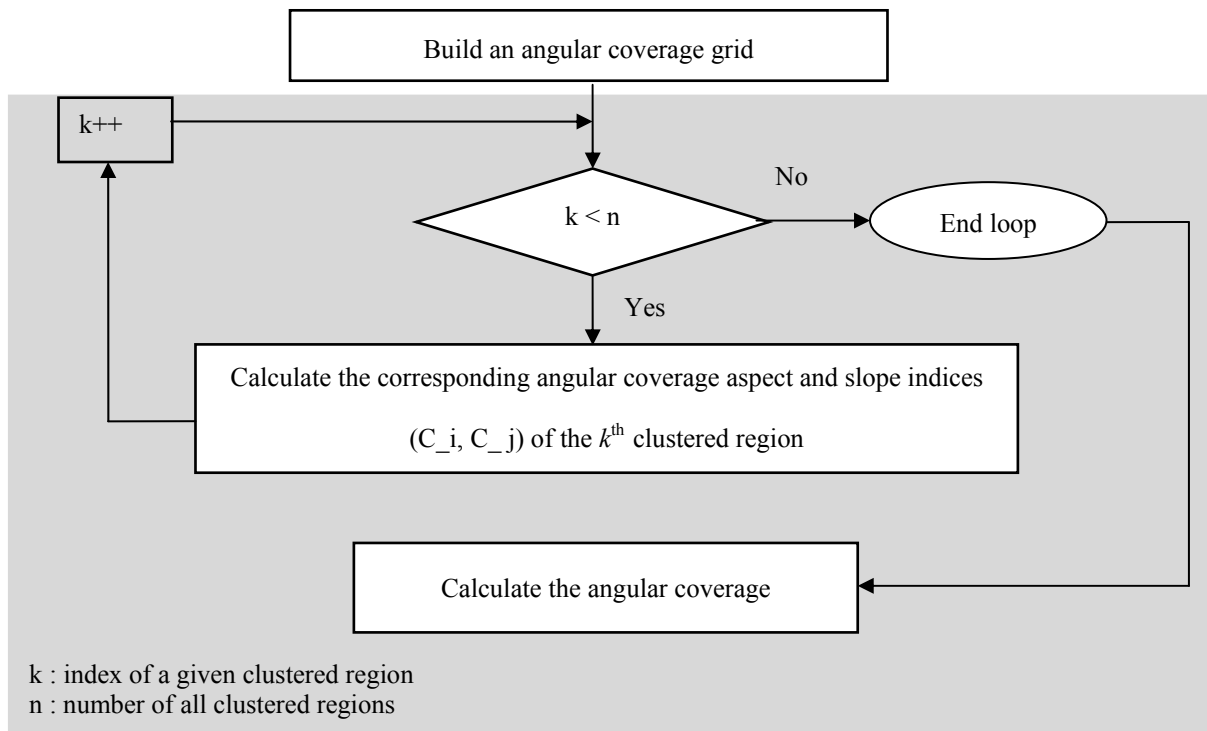 Build an angular coverage grid
k++
k < n
No
End loop
Yes
Calculate the corresponding angular coverage aspect and slope indices
(C_i, C_ j) of the kth clustered region
Calculate the angular coverage
k : index of a given clustered region
n : number of all clustered regions